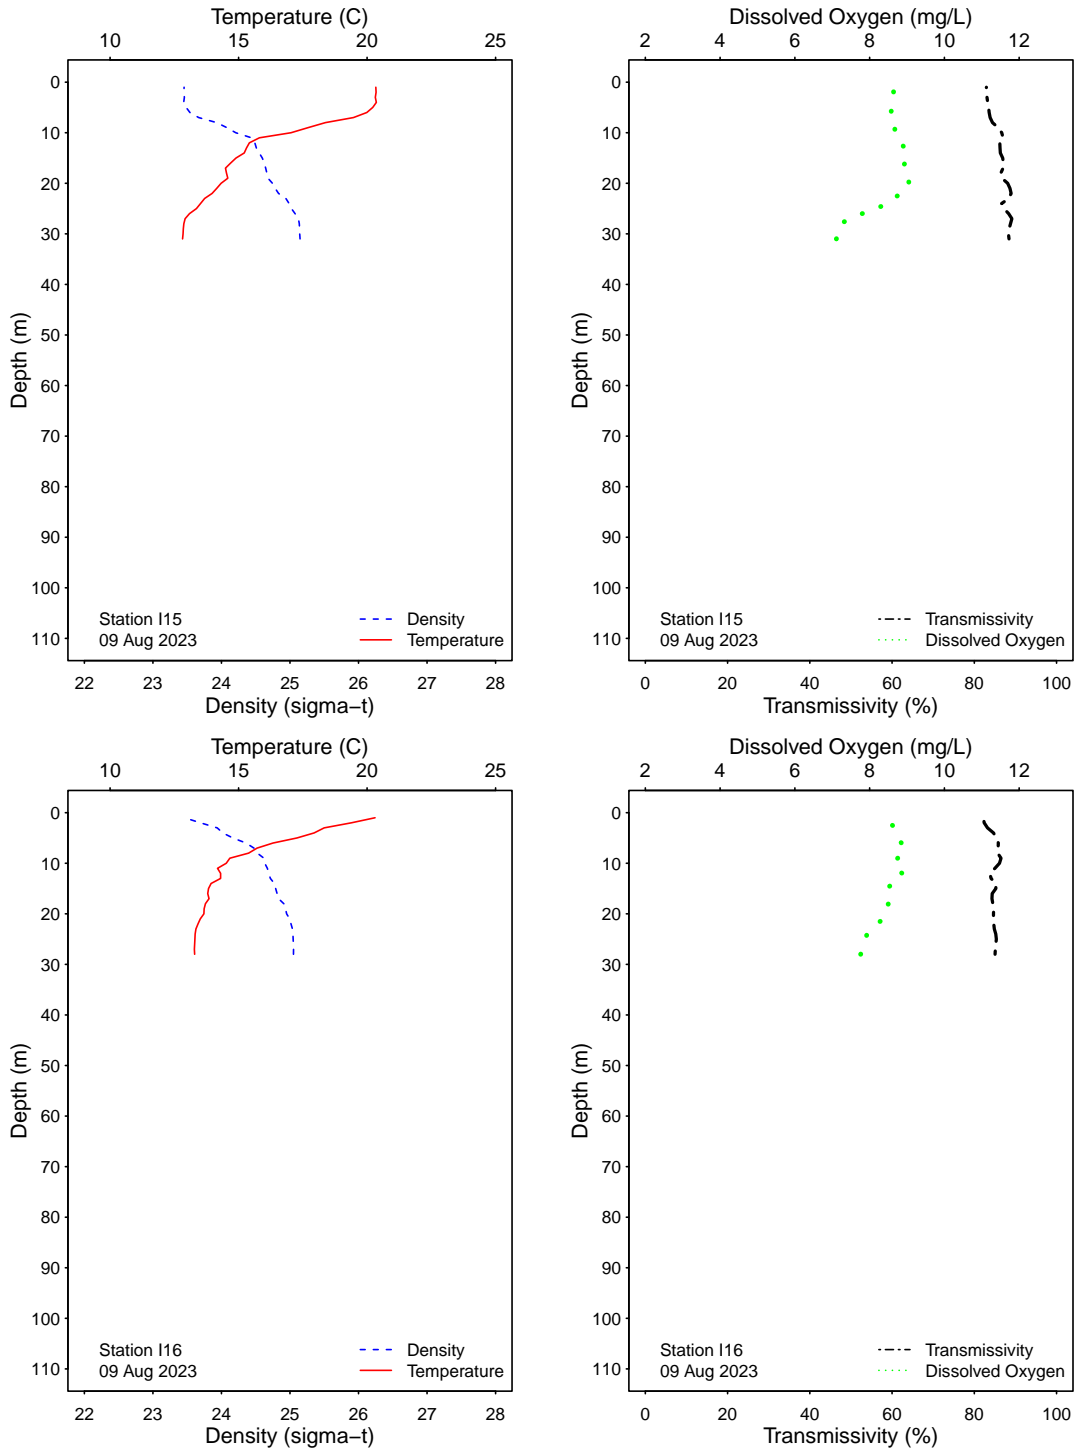 Temperature (C)
10 15 20 25
0
10
20
30
40
50
60
70
80
90
100
110
Depth (m)
Station I15
09 Aug 2023
Density
Temperature
22 23 24 25 26 27 28
Density (sigma−t)
Dissolved Oxygen (mg/L)
2 4 6 8 10 12
0
10
20
30
40
50
60
70
80
90
100
110
Depth (m)
Station I15
09 Aug 2023
Transmissivity
Dissolved Oxygen
0 20 40 60 80 100
Transmissivity (%)
Temperature (C)
10 15 20 25
0
10
20
30
40
50
60
70
80
90
100
110
Depth (m)
Station I16
09 Aug 2023
Density
Temperature
22 23 24 25 26 27 28
Density (sigma−t)
Dissolved Oxygen (mg/L)
2 4 6 8 10 12
0
10
20
30
40
50
60
70
80
90
100
110
Depth (m)
Station I16
09 Aug 2023
Transmissivity
Dissolved Oxygen
0 20 40 60 80 100
Transmissivity (%)